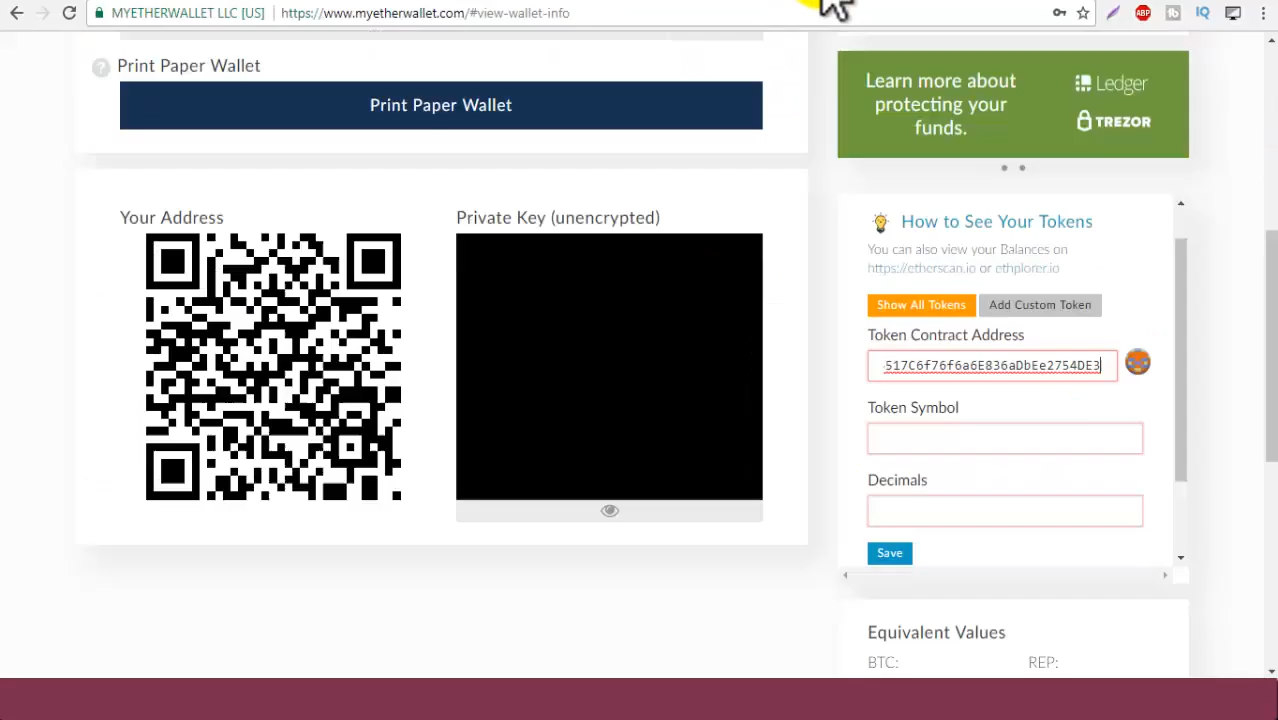 MYETHERWALLET LLC [US]
https://www.myetherwallet.com/#view-wallet-info
ABP
IQ
Print Paper Wallet
Print Paper Wallet
Learn more about
protecting your
funds.
Ledger
TREZOR
Your Address
Private Key (unencrypted)
How to See Your Tokens
You can also view your Balances on
https://etherscan.io or ethplorer.io
Show All Tokens
Add Custom Token
Token Contract Address
517C6f76f6a6E836aDbEe2754DE3
Token Symbol
Decimals
Save
Equivalent Values
BTC:
REP: